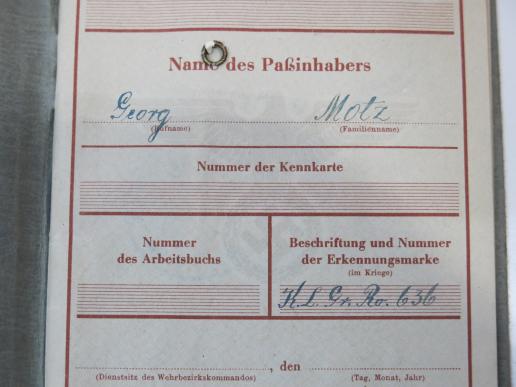 Name des Paßinhabers
Georg Motz
(Rufname) (Familienname)
Nummer der Kennkarte
Nummer
des Arbeitsbuchs
Beschriftung und Nummer
der Erkennungsmarke
(im Kriege)
K. L. Gr. Ro. 636
, den
(Dienstsitz des Wehrbezirkskommandos) (Tag, Monat, Jahr)